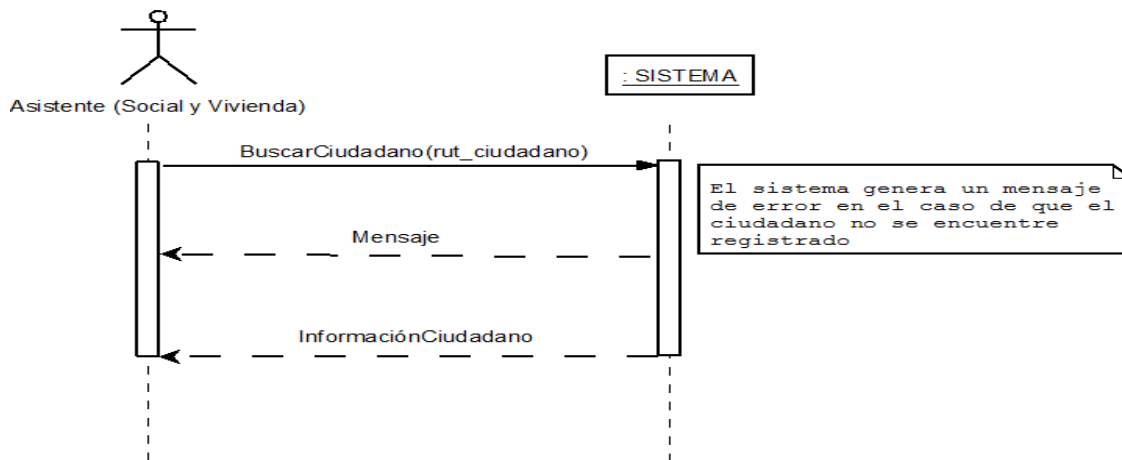 : SISTEMA
Asistente (Social y Vivienda)
BuscarCiudadano(rut_ciudadano)
El sistema genera un mensaje
de error en el caso de que el
ciudadano no se encuentre
registrado
Mensaje
InformaciónCiudadano